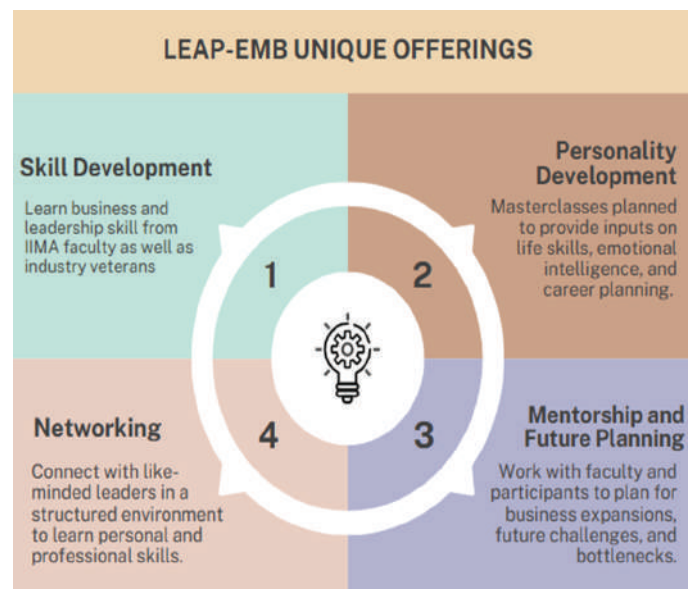 LEAP-EMB UNIQUE OFFERINGS
Skill Development
Learn business and
leadership skill from
IIMA faculty as well as
industry veterans
1
Personality
Development
Masterclasses planned
to provide inputs on
life skills, emotional
intelligence, and
career planning.
2
Networking
Connect with like-
minded leaders in a
structured environment
to learn personal and
professional skills.
4
Mentorship and
Future Planning
Work with faculty and
participants to plan for
business expansions,
future challenges, and
bottlenecks.
3